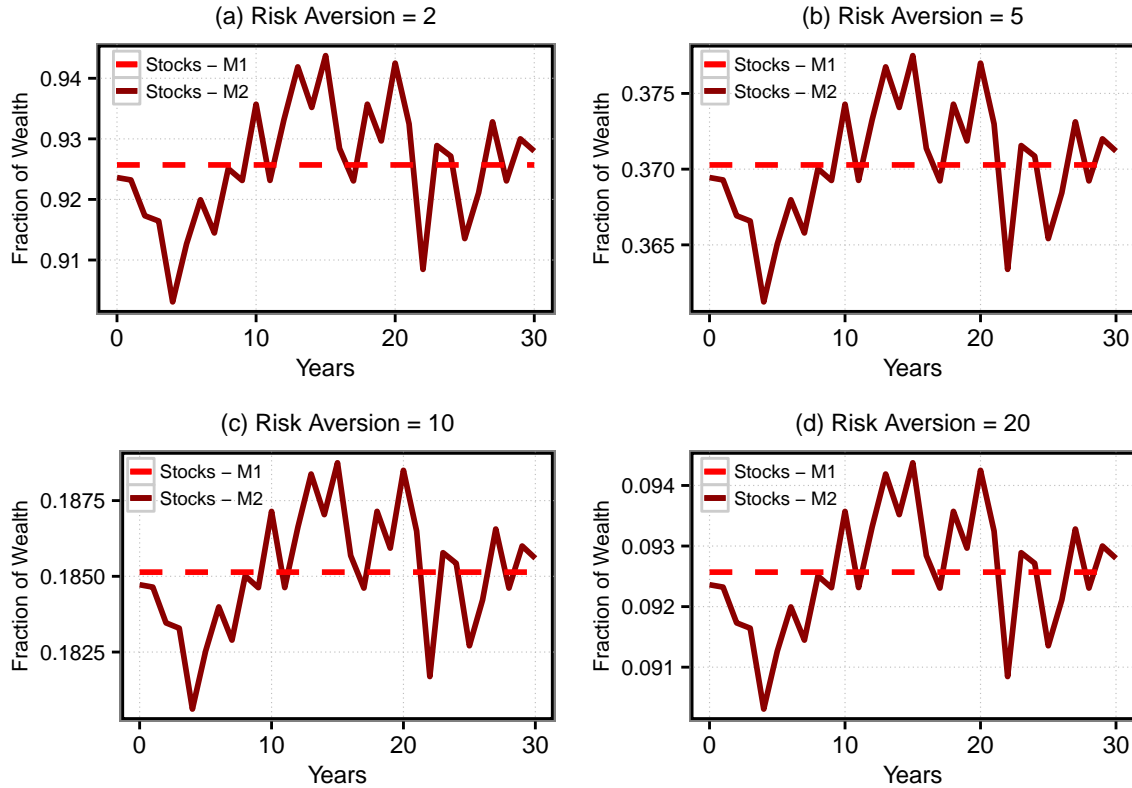 (a) Risk Aversion = 2
Stocks – M1
Stocks – M2
Fraction of Wealth
0.94
0.93
0.92
0.91
0
10
20
30
Years
(b) Risk Aversion = 5
Stocks – M1
Stocks – M2
Fraction of Wealth
0.375
0.370
0.365
0
10
20
30
Years
(c) Risk Aversion = 10
Stocks – M1
Stocks – M2
Fraction of Wealth
0.1875
0.1850
0.1825
0
10
20
30
Years
(d) Risk Aversion = 20
Stocks – M1
Stocks – M2
Fraction of Wealth
0.094
0.093
0.092
0.091
0
10
20
30
Years